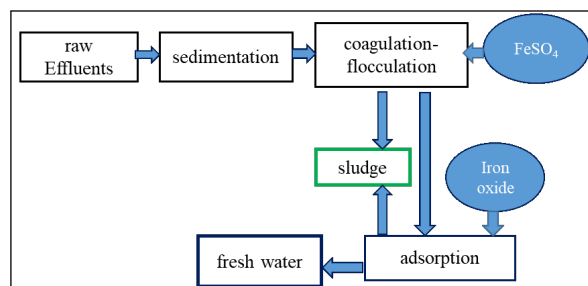 raw
Effluents
sedimentation
coagulation-
flocculation
FeSO₄
sludge
Iron
oxide
fresh water
adsorption